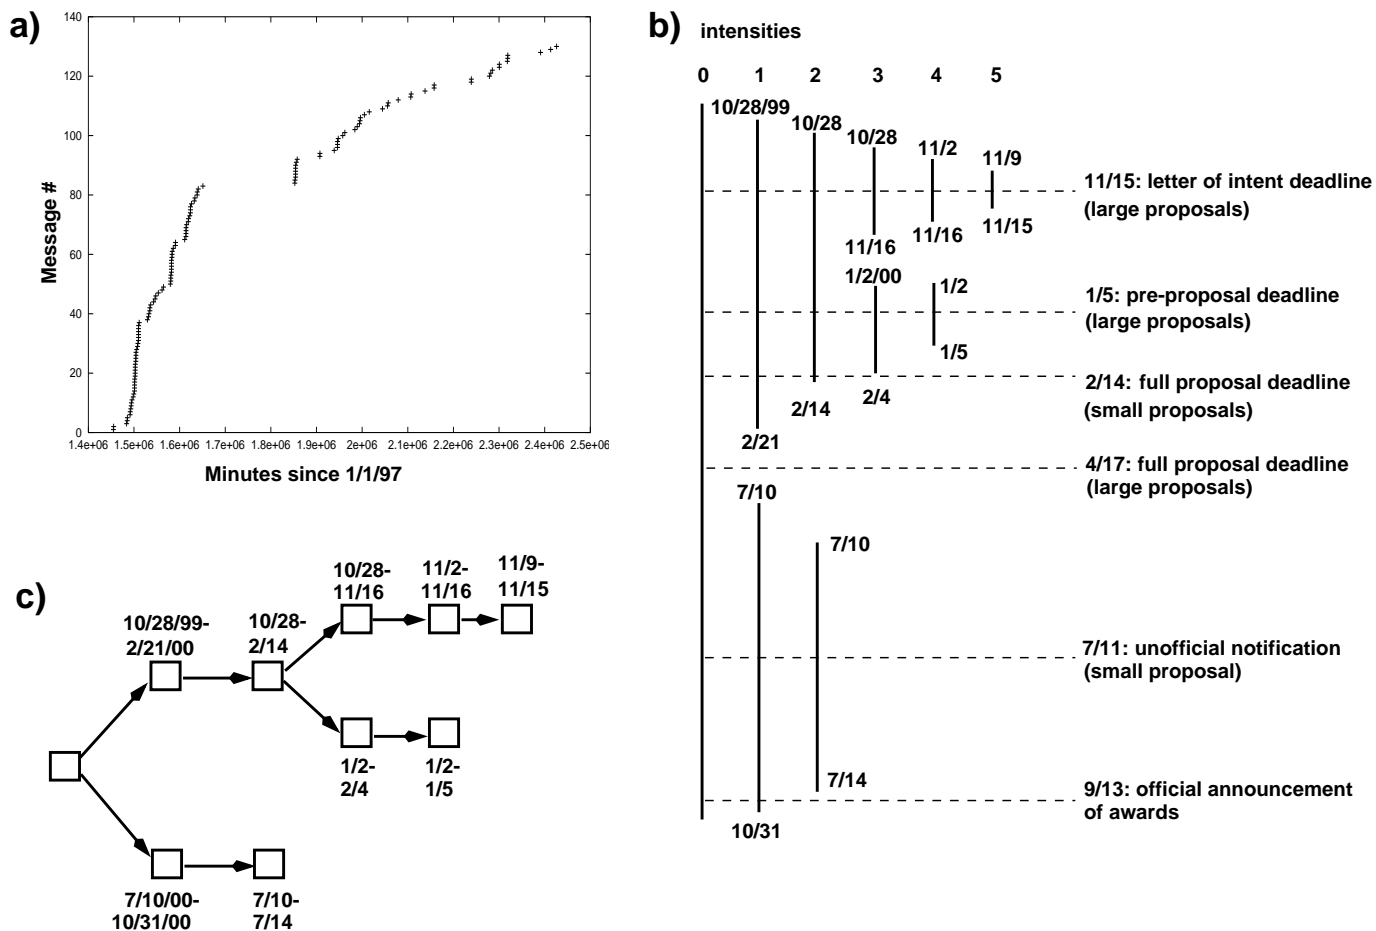 a)
140
120
100
80
60
40
20
0
Message #
1.4e+06 1.5e+06 1.6e+06 1.7e+06 1.8e+06 1.9e+06 2e+06 2.1e+06 2.2e+06 2.3e+06 2.4e+06 2.5e+06
Minutes since 1/1/97
b)
intensities
0 1 2 3 4 5
10/28/99
10/28
10/28
11/2
11/9
11/15: letter of intent deadline
(large proposals)
11/16
11/16
11/15
1/2/00
1/2
1/5: pre-proposal deadline
(large proposals)
1/5
2/14: full proposal deadline
(small proposals)
2/4
2/14
2/21
4/17: full proposal deadline
(large proposals)
7/10
7/10
7/11: unofficial notification
(small proposal)
7/14
9/13: official announcement
of awards
10/31
c)
10/28/99-
2/21/00
10/28-
2/14
10/28-
11/16
11/2-
11/16
11/9-
11/15
1/2-
2/4
1/2-
1/5
7/10/00-
10/31/00
7/10-
7/14